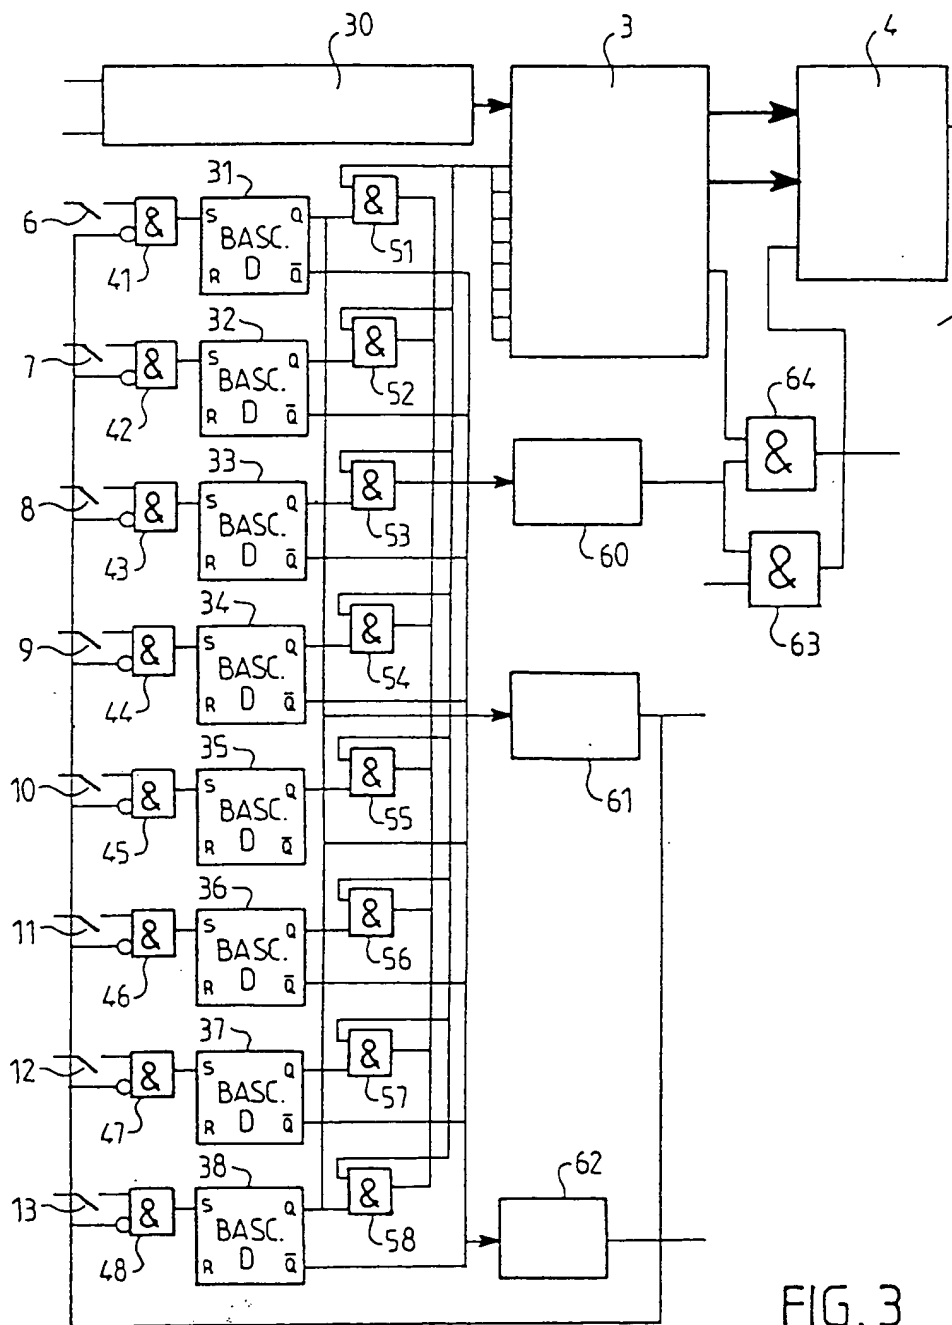 30
3
4
31
6
&
41
S
Q
BASC.
D
R
Q̅
&
51
32
7
&
42
S
Q
BASC.
D
R
Q̅
&
52
64
&
33
8
&
43
S
Q
BASC.
D
R
Q̅
&
53
60
&
63
34
9
&
44
S
Q
BASC.
D
R
Q̅
&
54
61
35
10
&
45
S
Q
BASC.
D
R
Q̅
&
55
36
11
&
46
S
Q
BASC.
D
R
Q̅
&
56
37
12
&
47
S
Q
BASC.
D
R
Q̅
&
57
38
13
&
48
S
Q
BASC.
D
R
Q̅
&
58
62
FIG. 3